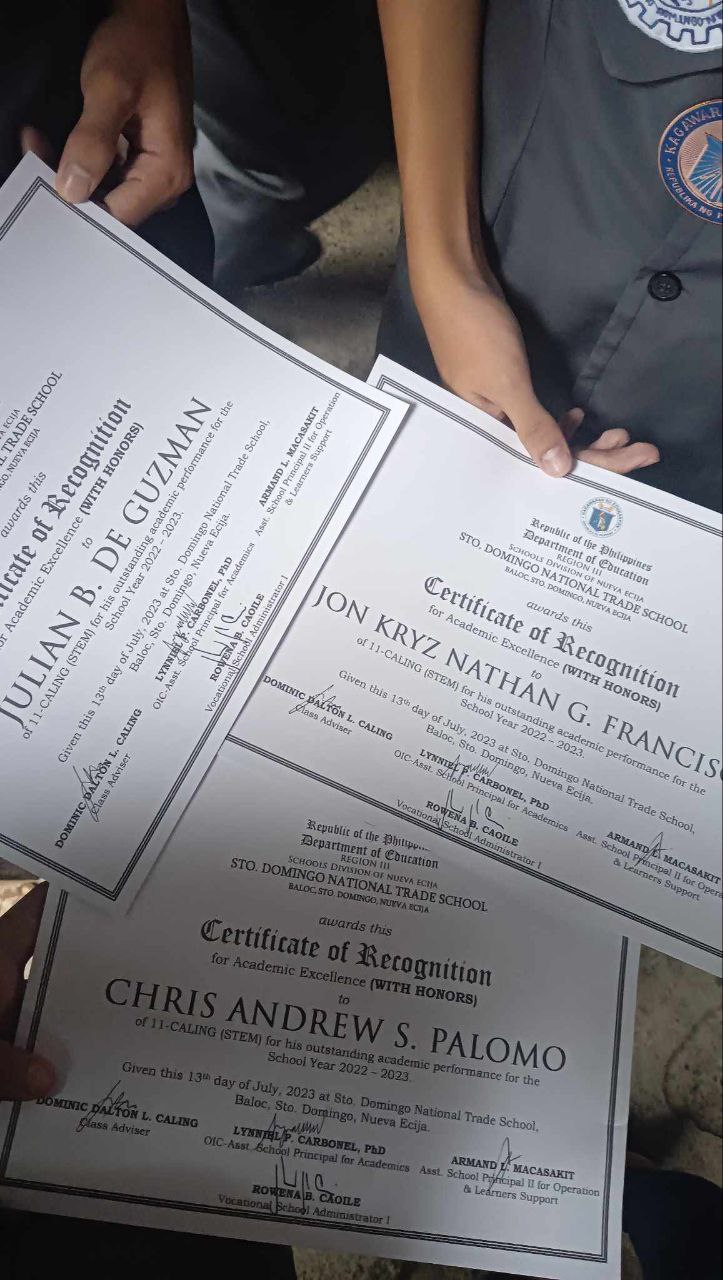 NUEVA ECIJA
TRADE SCHOOL
NUEVA ECIJA
awards this
of Recognition
for Academic Excellence (WITH HONORS)
to
JULIAN B. DE GUZMAN
of 11-CALING (STEM) for his outstanding academic performance for the
School Year 2022 – 2023.
Given this 13th day of July, 2023 at Sto. Domingo National Trade School,
Baloc, Sto. Domingo, Nueva Ecija.
DOMINIC DALTON L. CALING
Class Adviser
LYNNIEL P. CARBONEL, PhD
OIC-Asst. School Principal for Academics
ARMAND L. MACASAKIT
Asst. School Principal II for Operation
& Learners Support
ROWENA B. CAOILE
Vocational School Administrator I
KAGAWAR
REPUBLIKA NG
Republic of the Philippines
Department of Education
REGION III
SCHOOLS DIVISION OF NUEVA ECIJA
STO. DOMINGO NATIONAL TRADE SCHOOL
BALOC, STO. DOMINGO, NUEVA ECIJA
awards this
Certificate of Recognition
for Academic Excellence (WITH HONORS)
to
JON KRYZ NATHAN G. FRANCIS
of 11-CALING (STEM) for his outstanding academic performance for the
School Year 2022 – 2023.
Given this 13th day of July, 2023 at Sto. Domingo National Trade School,
Baloc, Sto. Domingo, Nueva Ecija.
DOMINIC DALTON L. CALING
Class Adviser
LYNNIEL P. CARBONEL, PhD
OIC-Asst. School Principal for Academics
ARMAND L. MACASAKIT
Asst. School Principal II for Operation
& Learners Support
ROWENA B. CAOILE
Vocational School Administrator I
Republic of the
Department of Education
REGION III
SCHOOLS DIVISION OF NUEVA ECIJA
STO. DOMINGO NATIONAL TRADE SCHOOL
BALOC, STO. DOMINGO, NUEVA ECIJA
awards this
Certificate of Recognition
for Academic Excellence (WITH HONORS)
to
CHRIS ANDREW S. PALOMO
of 11-CALING (STEM) for his outstanding academic performance for the
School Year 2022 – 2023.
Given this 13th day of July, 2023 at Sto. Domingo National Trade School,
Baloc, Sto. Domingo, Nueva Ecija.
DOMINIC DALTON L. CALING
Class Adviser
LYNNIEL P. CARBONEL, PhD
OIC-Asst. School Principal for Academics
ARMAND L. MACASAKIT
Asst. School Principal II for Operation
& Learners Support
ROWENA B. CAOILE
Vocational School Administrator I